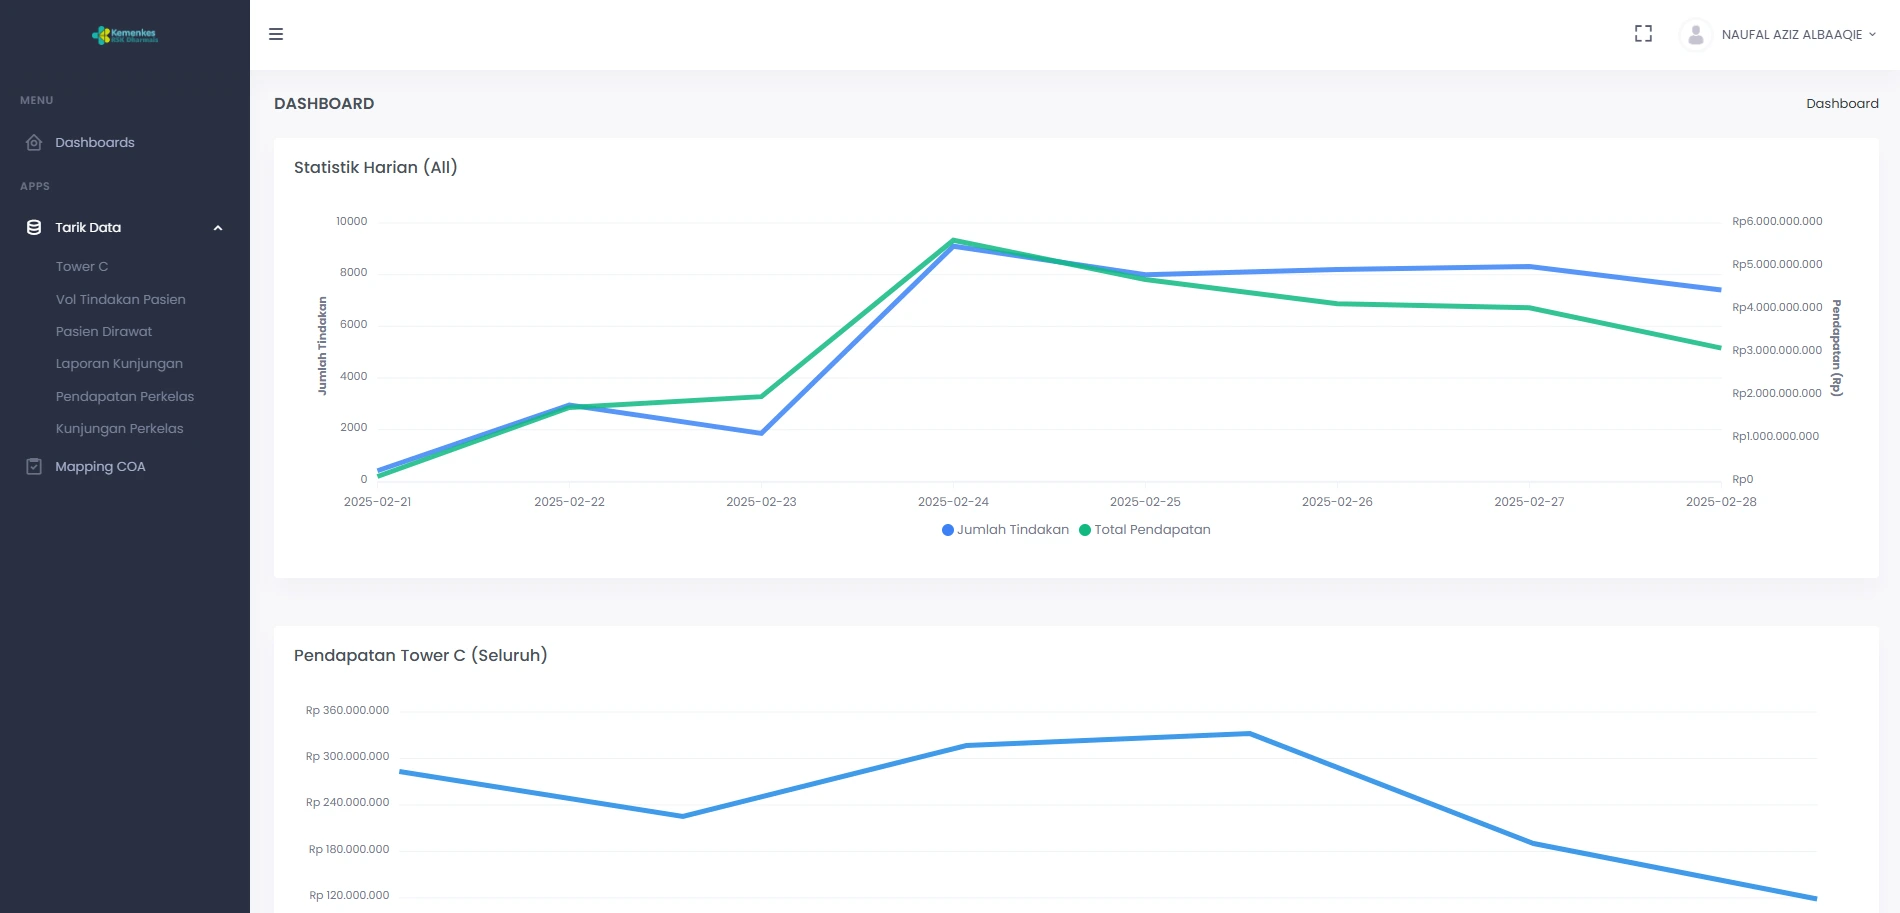 Kemenkes
RSK Dharmais
NAUFAL AZIZ ALBAAQIE
MENU
Dashboards
APPS
Tarik Data
Tower C
Vol Tindakan Pasien
Pasien Dirawat
Laporan Kunjungan
Pendapatan Perkelas
Kunjungan Perkelas
Mapping COA
DASHBOARD
Dashboard
Statistik Harian (All)
Jumlah Tindakan
10000
8000
6000
4000
2000
0
Rp6.000.000.000
Rp5.000.000.000
Rp4.000.000.000
Rp3.000.000.000
Rp2.000.000.000
Rp1.000.000.000
Rp0
Pendapatan (Rp)
2025-02-21
2025-02-22
2025-02-23
2025-02-24
2025-02-25
2025-02-26
2025-02-27
2025-02-28
Jumlah Tindakan
Total Pendapatan
Pendapatan Tower C (Seluruh)
Rp 360.000.000
Rp 300.000.000
Rp 240.000.000
Rp 180.000.000
Rp 120.000.000